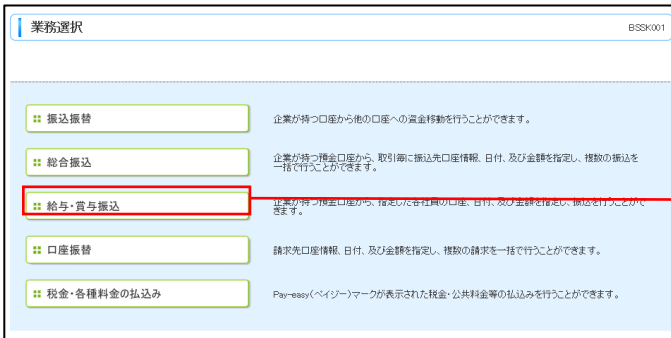 業務選択
BSSK001
振込振替
企業が持つ口座から他の口座への資金移動を行うことができます。
総合振込
企業が持つ預金口座から、取引毎に振込先口座情報、日付、及び金額を指定し、複数の振込を
一括で行うことができます。
給与・賞与振込
企業が持つ預金口座から、指定した各社員の口座、日付、及び金額を指定し、振込を行うことがで
きます。
口座振替
請求先口座情報、日付、及び金額を指定し、複数の請求を一括で行うことができます。
税金・各種料金の払込み
Pay-easy(ペイジー)マークが表示された税金・公共料金等の払込みを行うことができます。